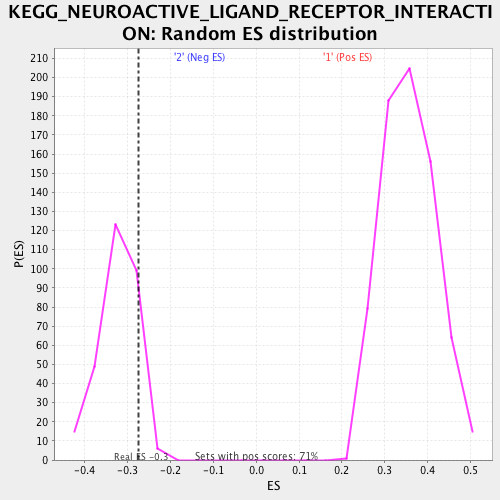 KEGG_NEUROACTIVE_LIGAND_RECEPTOR_INTERACTI
ON: Random ES distribution
'2' (Neg ES) '1' (Pos ES)
210
200
190
180
170
160
150
140
130
120
110
100
90
80
70
60
50
40
30
20
10
0
P(ES)
Real ES -0.3
Sets with pos scores: 71%
-0.4 -0.3 -0.2 -0.1 0.0 0.1 0.2 0.3 0.4 0.5
ES